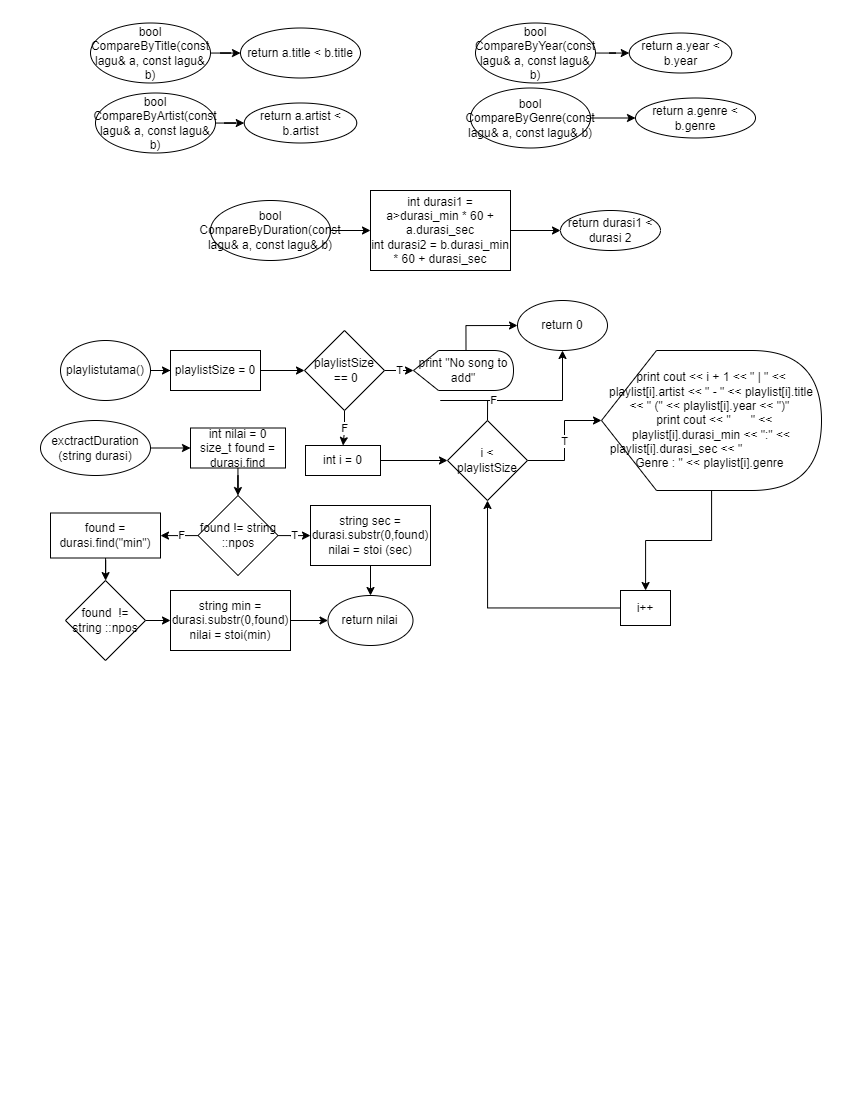 bool
CompareByTitle(const
lagu& a, const lagu&
b)
return a.title < b.title
bool
CompareByYear(const
lagu& a, const lagu&
b)
return a.year <
b.year
bool
CompareByArtist(const
lagu& a, const lagu&
b)
return a.artist <
b.artist
bool
CompareByGenre(const
lagu& a, const lagu& b)
return a.genre <
b.genre
bool
CompareByDuration(const
lagu& a, const lagu& b)
int durasi1 =
a>durasi_min * 60 +
a.durasi_sec
int durasi2 = b.durasi_min
* 60 + durasi_sec
return durasi1 <
durasi 2
playlistutama()
playlistSize = 0
playlistSize
== 0
T
print "No song to
add"
return 0
F
int i = 0
i <
playlistSize
F
T
print cout << i + 1 << " | " <<
playlist[i].artist << " - " << playlist[i].title
<< " (" << playlist[i].year << ")"
print cout << "      " <<
playlist[i].durasi_min << ":" <<
playlist[i].durasi_sec << "
Genre : " << playlist[i].genre
i++
exctractDuration
(string durasi)
int nilai = 0
size_t found =
durasi.find
found != string
::npos
F
T
found =
durasi.find("min")
string sec =
durasi.substr(0,found)
nilai = stoi (sec)
found  !=
string ::npos
string min =
durasi.substr(0,found)
nilai = stoi(min)
return nilai